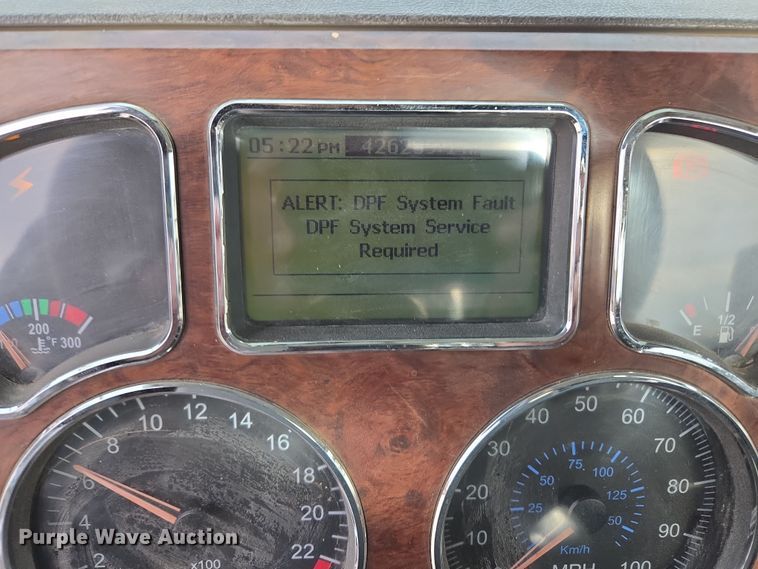 05:22 PM
ALERT: DPF System Fault
DPF System Service
Required
200
°F 300
E 1/2
2 4 6 8 10 12 14 16 18 20 22
x100
10 20 30 40 50 60 70 80 90 100
25 50 75 100 125
Km/h
MPH
Purple Wave Auction